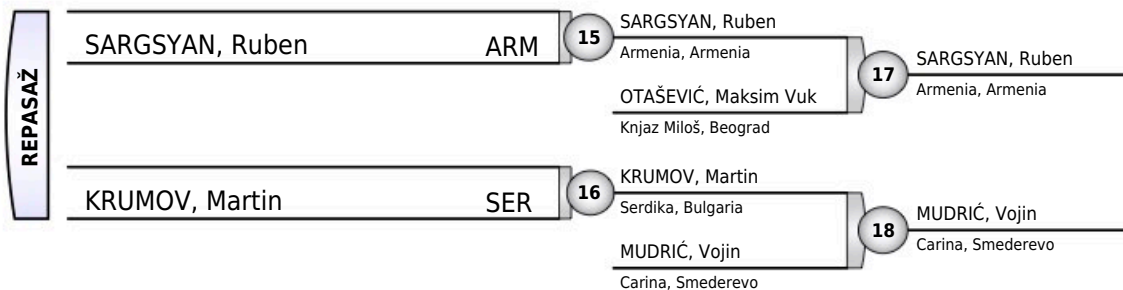 REPASAŽ
SARGSYAN, Ruben ARM
15
SARGSYAN, Ruben
Armenia, Armenia
OTAŠEVIĆ, Maksim Vuk
Knjaz Miloš, Beograd
17
SARGSYAN, Ruben
Armenia, Armenia
KRUMOV, Martin SER
16
KRUMOV, Martin
Serdika, Bulgaria
MUDRIĆ, Vojin
Carina, Smederevo
18
MUDRIĆ, Vojin
Carina, Smederevo